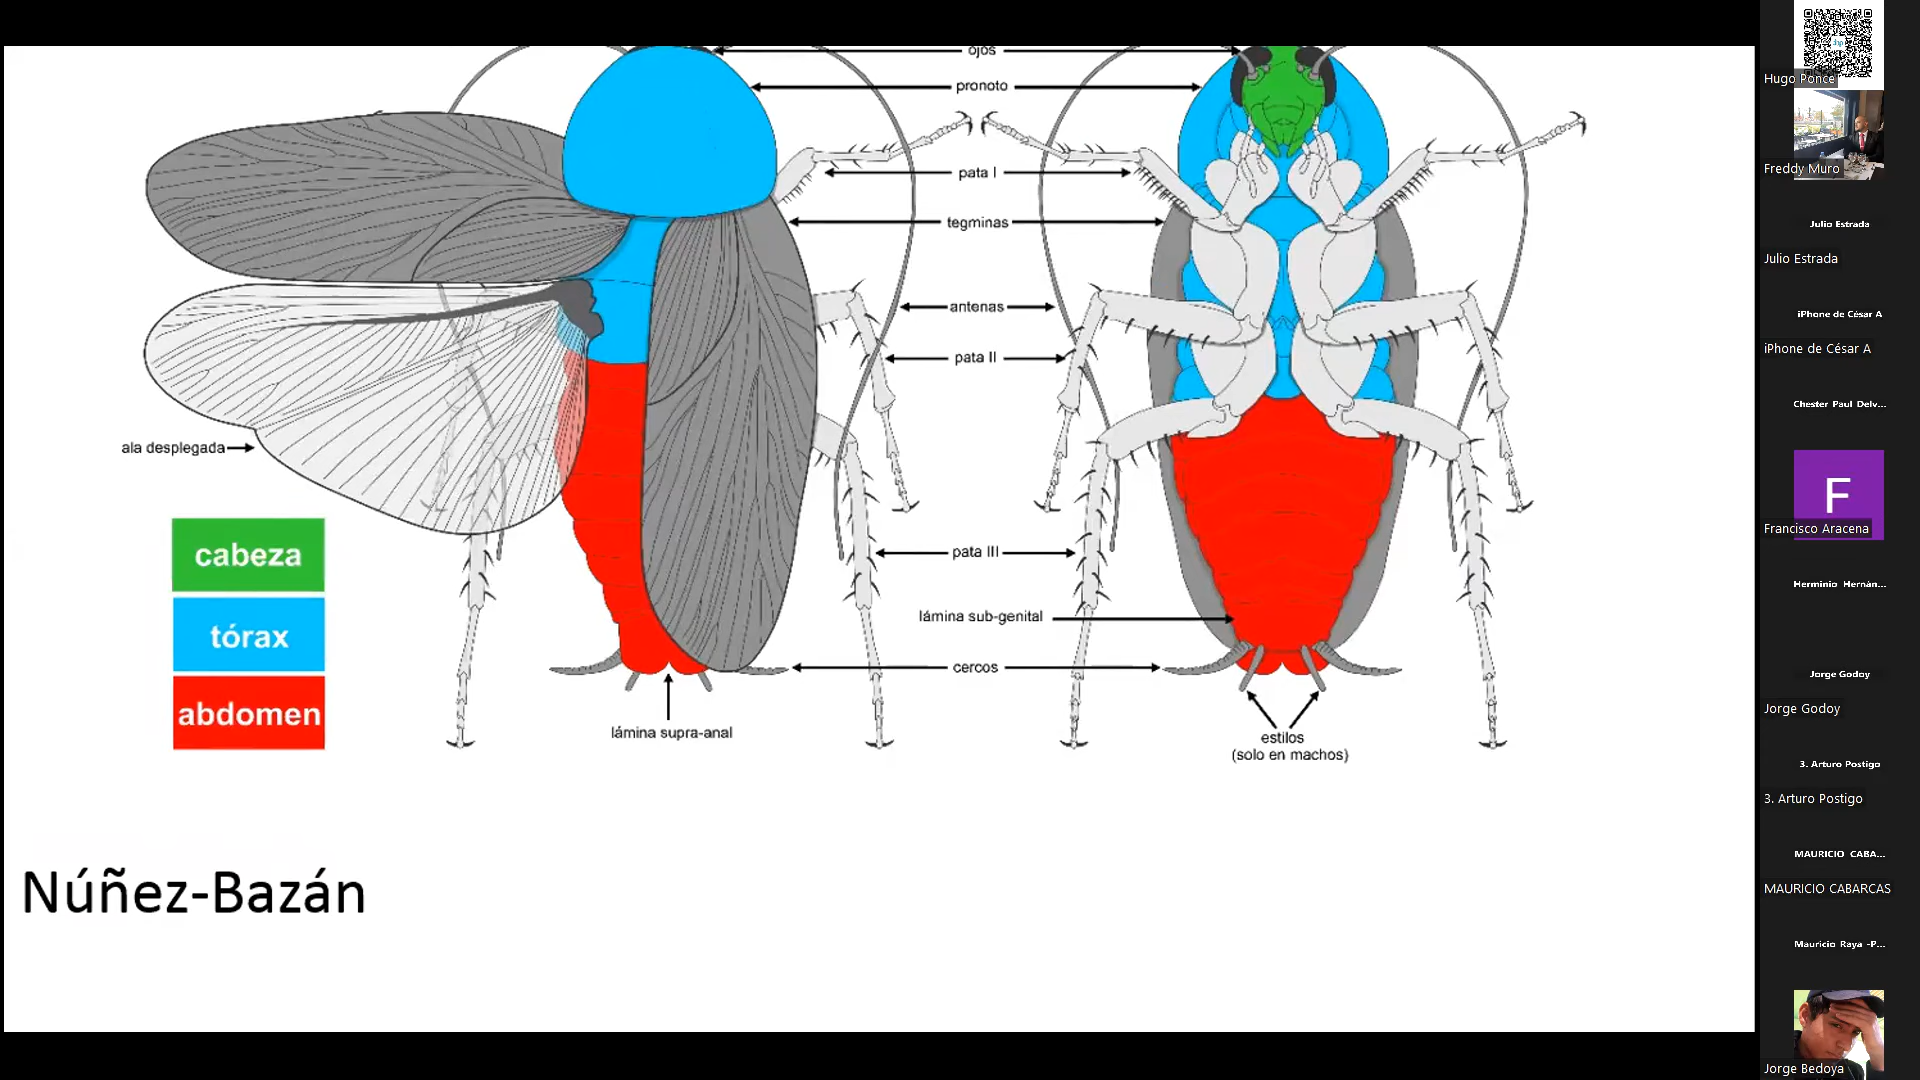 ojos
pronoto
pata I
tegminas
antenas
pata II
ala desplegada
pata III
lámina sub-genital
cercos
lámina supra-anal
estilos
(solo en machos)
cabeza
tórax
abdomen
Núñez-Bazán
Hugo Ponce
Freddy Muro
Julio Estrada
Julio Estrada
iPhone de César A
iPhone de César A
Chester Paul Delv...
F
Francisco Aracena
Herminio Hernán...
Jorge Godoy
Jorge Godoy
3. Arturo Postigo
3. Arturo Postigo
MAURICIO CABA...
MAURICIO CABARCAS
Mauricio Raya -P...
Jorge Bedoya